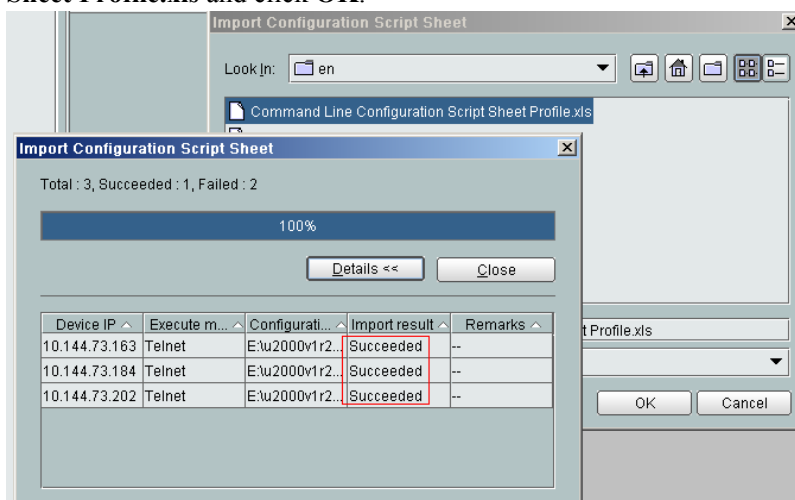 Sheet Profile.xls and click OK.
Import Configuration Script Sheet
Look In: en
Command Line Configuration Script Sheet Profile.xls
Import Configuration Script Sheet
Total : 3, Succeeded : 1, Failed : 2
100%
Details << Close
Device IP Execute m... Configurati... Import result Remarks
10.144.73.163 Telnet E:\u2000v1r2... Succeeded --
10.144.73.184 Telnet E:\u2000v1r2... Succeeded --
10.144.73.202 Telnet E:\u2000v1r2... Succeeded --
t Profile.xls
OK Cancel